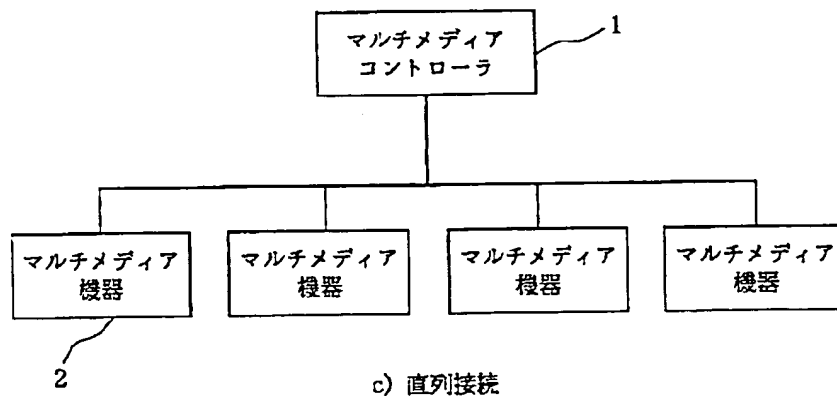 マルチメディア
コントローラ
1
マルチメディア
機器
マルチメディア
機器
マルチメディア
機器
マルチメディア
機器
2
c) 直列接続